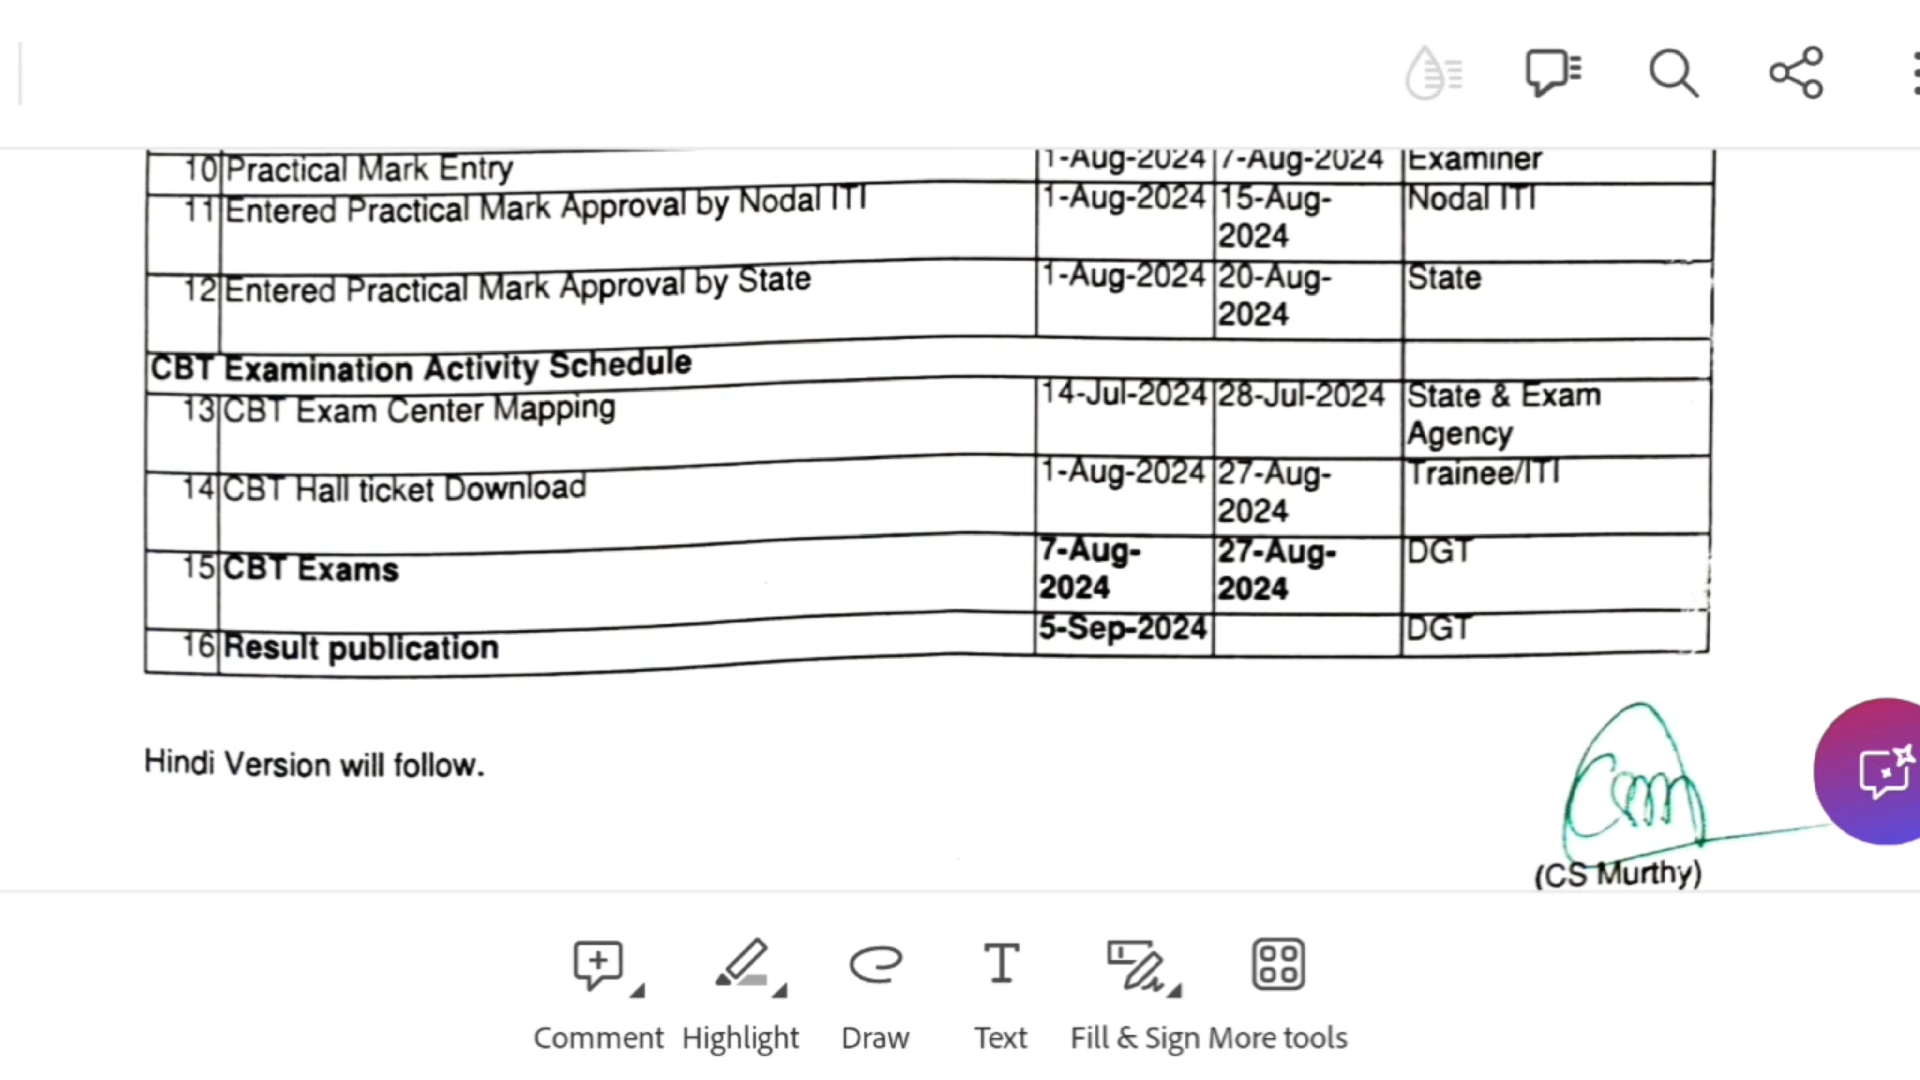 10 Practical Mark Entry 1-Aug-2024 7-Aug-2024 Examiner
11 Entered Practical Mark Approval by Nodal ITI 1-Aug-2024 15-Aug-
2024 Nodal ITI
12 Entered Practical Mark Approval by State 1-Aug-2024 20-Aug-
2024 State
CBT Examination Activity Schedule
13 CBT Exam Center Mapping 14-Jul-2024 28-Jul-2024 State & Exam
Agency
14 CBT Hall ticket Download 1-Aug-2024 27-Aug-
2024 Trainee/ITI
15 CBT Exams 7-Aug-
2024 27-Aug-
2024 DGT
16 Result publication 5-Sep-2024 DGT
Hindi Version will follow.
(CS Murthy)
Comment Highlight Draw Text Fill & Sign More tools